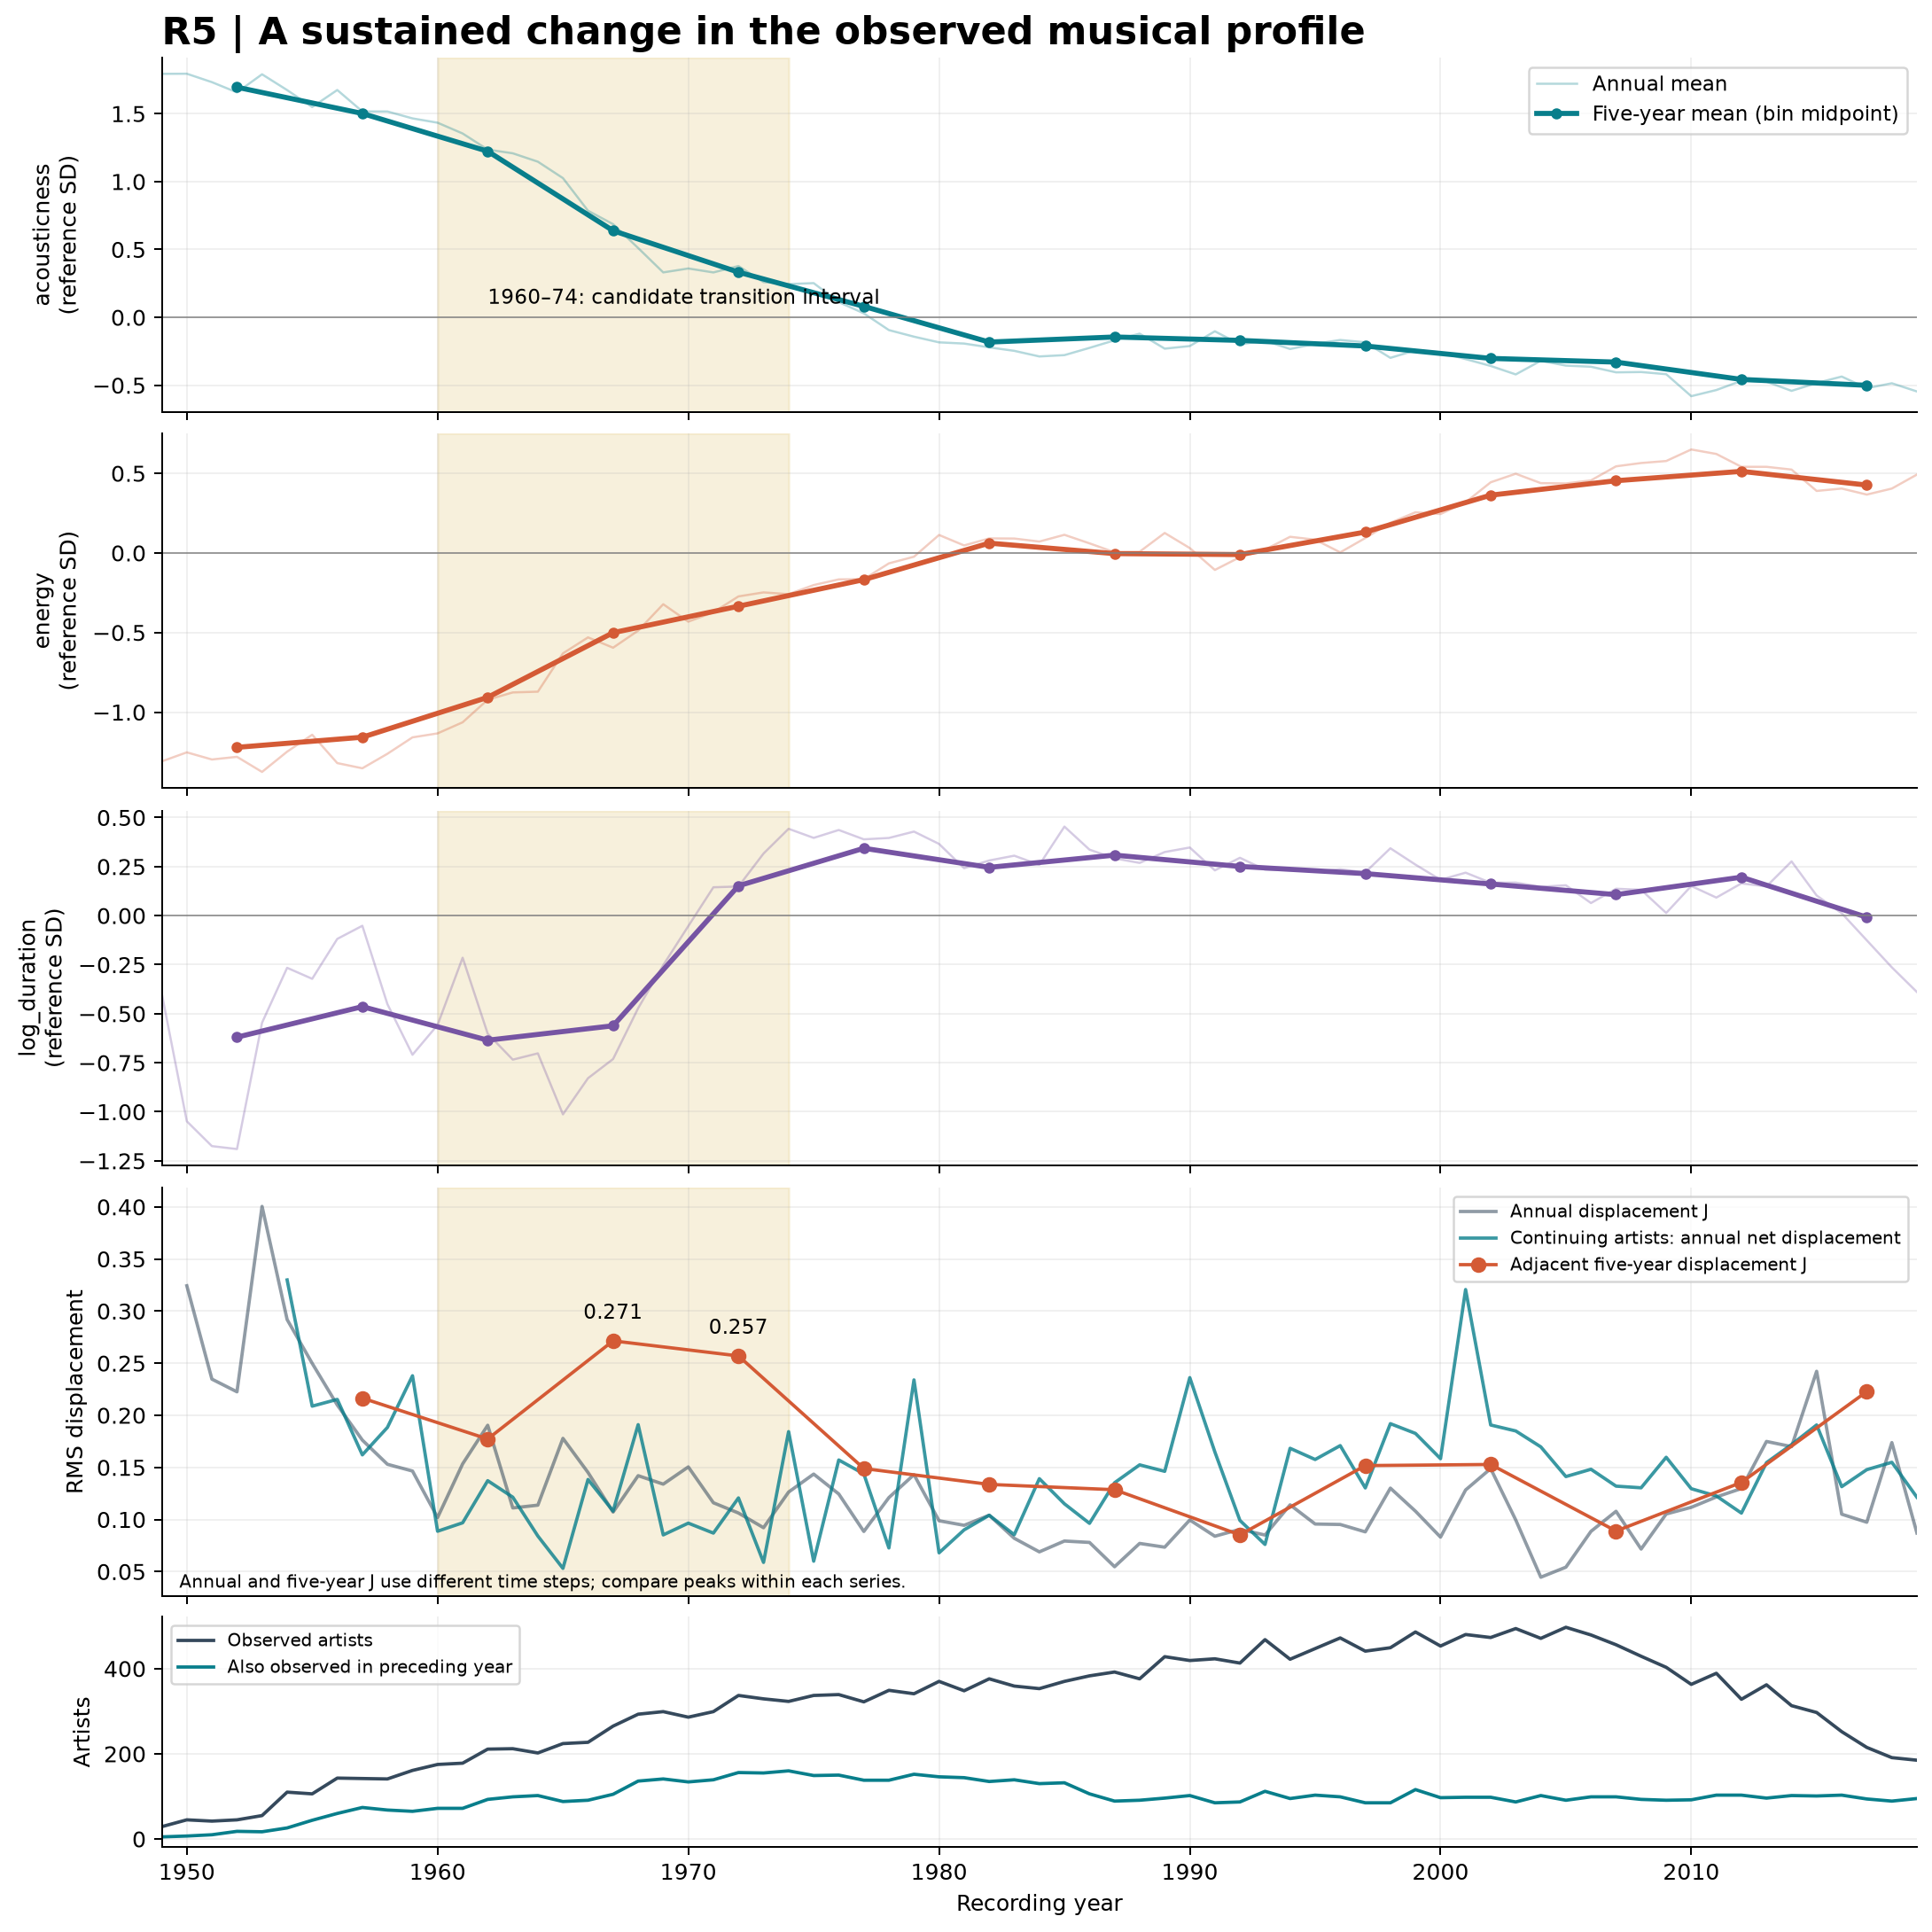 R5 | A sustained change in the observed musical profile
acousticness
(reference SD)
1.5
1.0
0.5
0.0
−0.5
Annual mean
Five-year mean (bin midpoint)
1960–74: candidate transition interval
energy
(reference SD)
0.5
0.0
−0.5
−1.0
log_duration
(reference SD)
0.50
0.25
0.00
−0.25
−0.50
−0.75
−1.00
−1.25
RMS displacement
0.40
0.35
0.30
0.25
0.20
0.15
0.10
0.05
Annual displacement J
Continuing artists: annual net displacement
Adjacent five-year displacement J
0.271
0.257
Annual and five-year J use different time steps; compare peaks within each series.
Artists
400
200
0
Observed artists
Also observed in preceding year
1950
1960
1970
1980
1990
2000
2010
Recording year